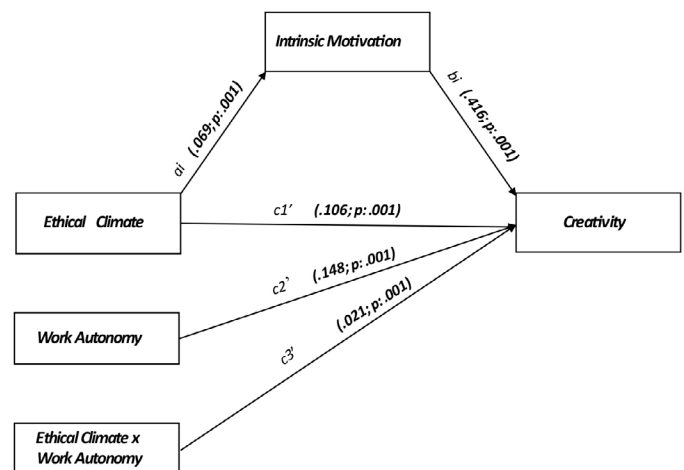 Intrinsic Motivation
ai (.069; p:.001)
bi (.416; p:.001)
Ethical Climate
c1' (.106; p:.001)
Creativity
c2' (.148; p:.001)
Work Autonomy
c3' (.021; p:.001)
Ethical Climate x
Work Autonomy